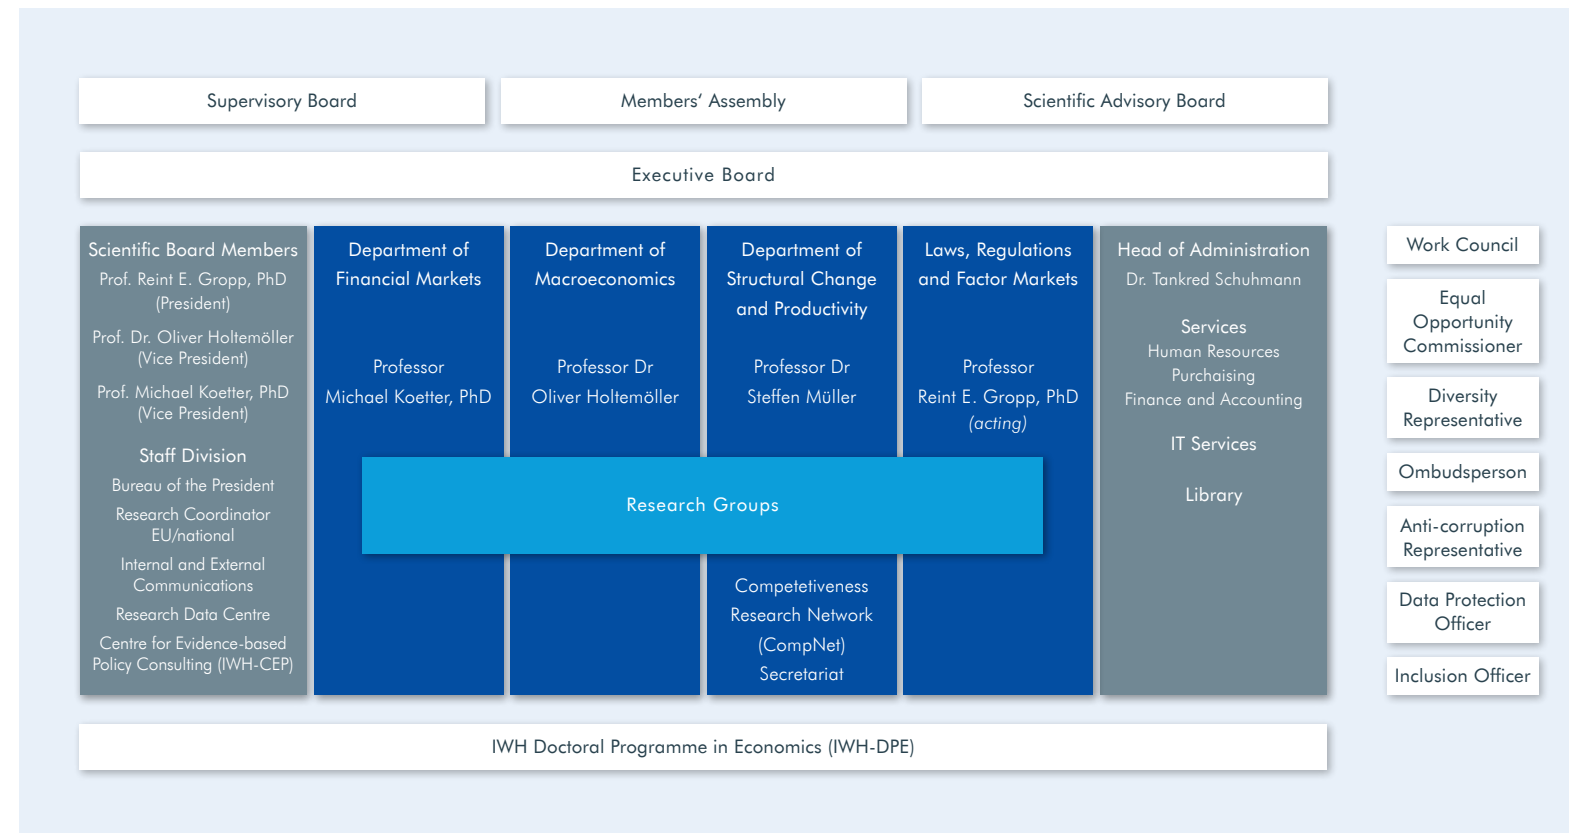 Supervisory Board
Members‘ Assembly
Scientific Advisory Board
Executive Board
Scientific Board Members
Prof. Reint E. Gropp, PhD
(President)
Prof. Dr. Oliver Holtemöller
(Vice President)
Prof. Michael Koetter, PhD
(Vice President)
Staff Division
Bureau of the President
Research Coordinator
EU/national
Internal and External
Communications
Research Data Centre
Centre for Evidence-based
Policy Consulting (IWH-CEP)
Department of
Financial Markets
Professor
Michael Koetter, PhD
Department of
Macroeconomics
Professor Dr
Oliver Holtemöller
Department of
Structural Change
and Productivity
Professor Dr
Steffen Müller
Laws, Regulations
and Factor Markets
Professor
Reint E. Gropp, PhD
(acting)
Research Groups
Competetiveness
Research Network
(CompNet)
Secretariat
Head of Administration
Dr. Tankred Schuhmann
Services
Human Resources
Purchaising
Finance and Accounting
IT Services
Library
Work Council
Equal
Opportunity
Commissioner
Diversity
Representative
Ombudsperson
Anti-corruption
Representative
Data Protection
Officer
Inclusion Officer
IWH Doctoral Programme in Economics (IWH-DPE)